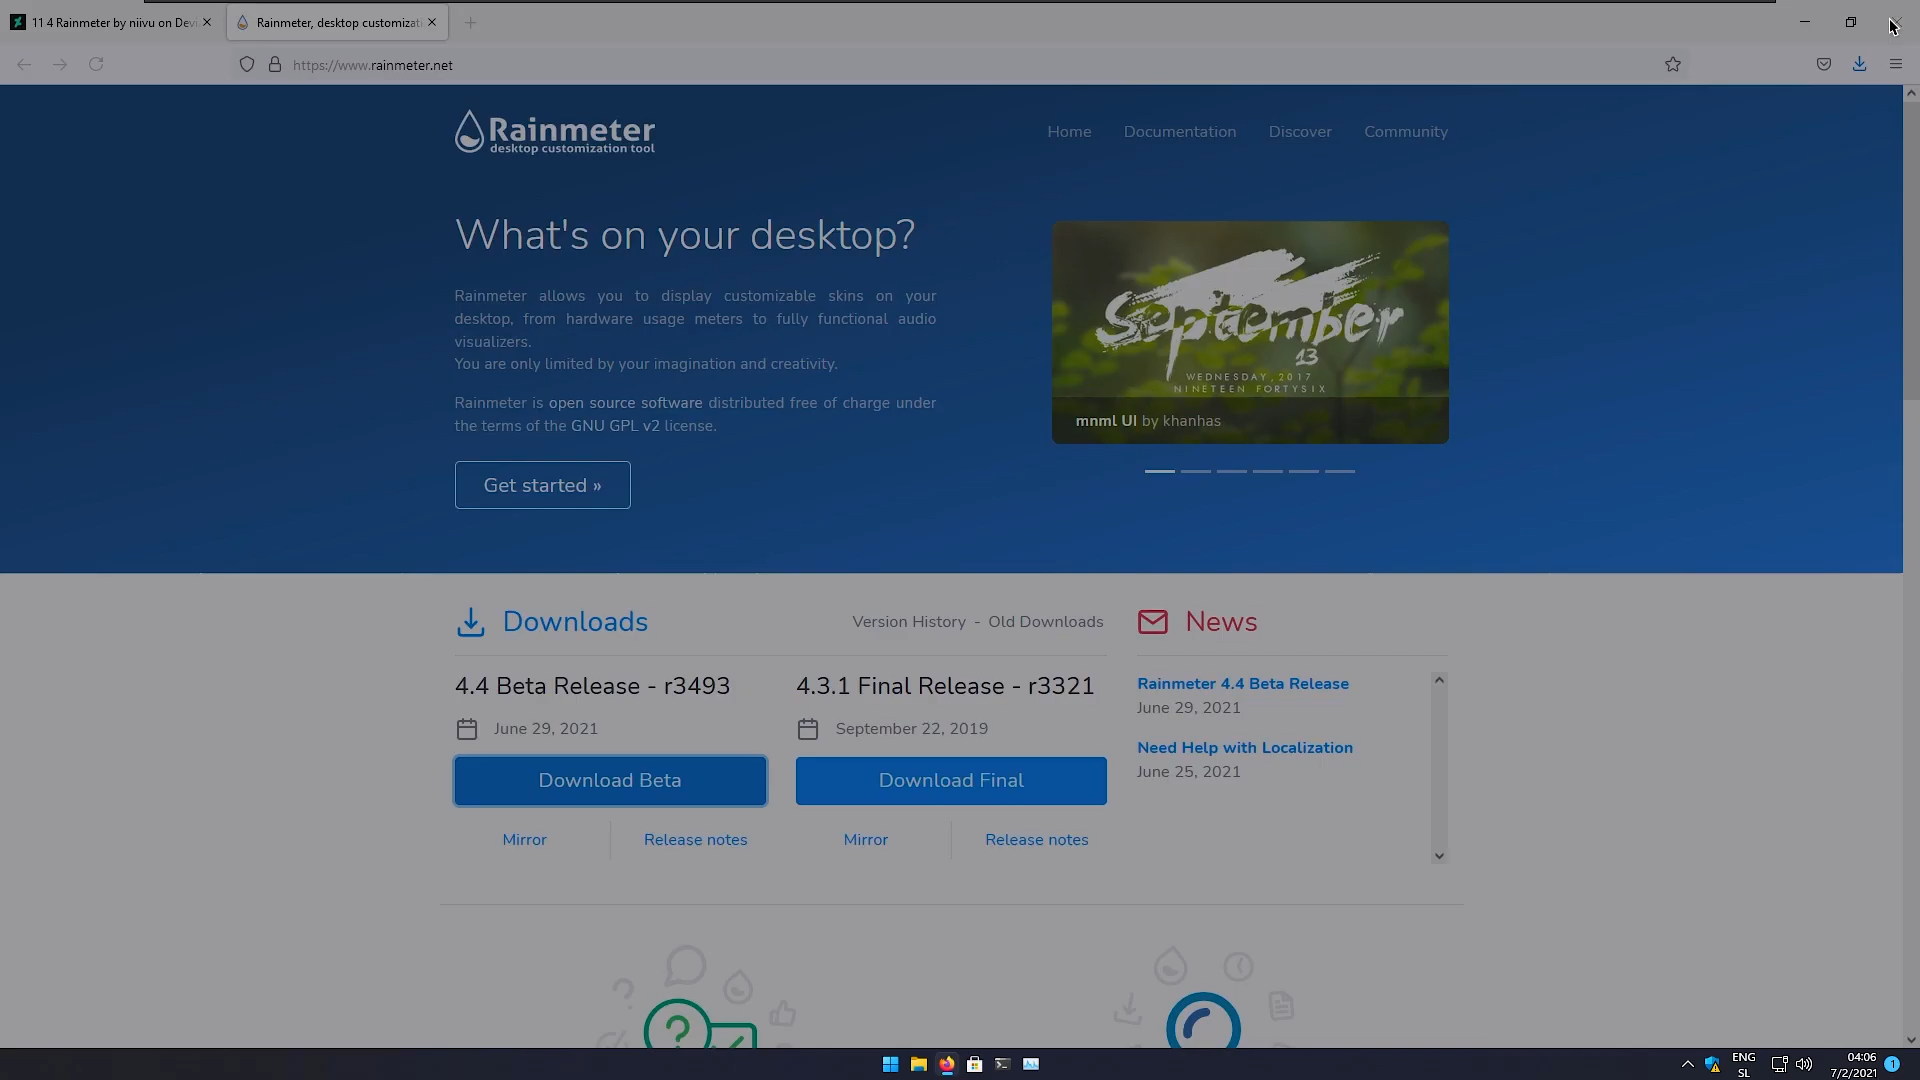 11 4 Rainmeter by niivu on Devi
Rainmeter, desktop customizati
https://www.rainmeter.net
Rainmeter
desktop customization tool
Home
Documentation
Discover
Community
What's on your desktop?
Rainmeter allows you to display customizable skins on your
desktop, from hardware usage meters to fully functional audio
visualizers.
You are only limited by your imagination and creativity.
Rainmeter is open source software distributed free of charge under
the terms of the GNU GPL v2 license.
Get started »
September
13
WEDNESDAY, 2017
NINETEEN FORTYSIX
mnml UI by khanhas
Downloads
Version History - Old Downloads
News
4.4 Beta Release - r3493
June 29, 2021
Download Beta
Mirror
Release notes
4.3.1 Final Release - r3321
September 22, 2019
Download Final
Mirror
Release notes
Rainmeter 4.4 Beta Release
June 29, 2021
Need Help with Localization
June 25, 2021
ENG
SL
04:06
7/2/2021
1